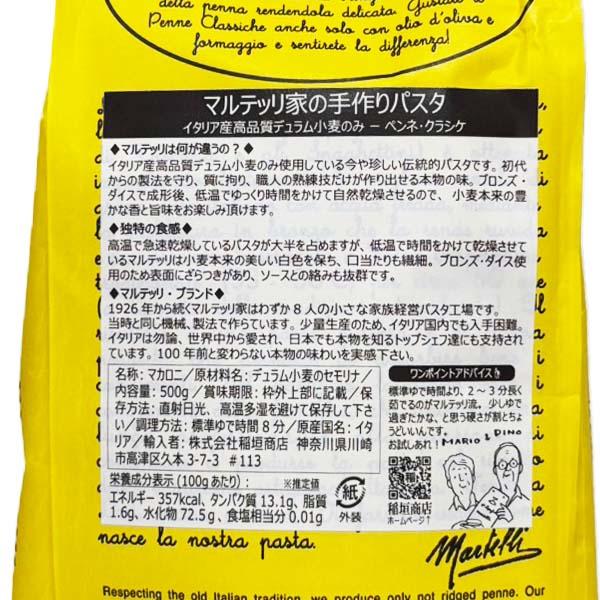 della penna rendendola delicata. Gustate le
Penne Classiche anche solo con olio d'oliva e
formaggio e sentirete la differenza!
マルテッリ家の手作りパスタ
イタリア産高品質デュラム小麦のみ − ペンネ・クラシケ
◆マルテッリは何が違うの？◆
イタリア産高品質デュラム小麦のみ使用している今や珍しい伝統的パスタです。初代
からの製法を守り、質に拘り、職人の熟練技だけが作り出せる本物の味。ブロンズ・
ダイスで成形後、低温でゆっくり時間をかけて自然乾燥させるので、小麦本来の豊
かな香と旨味をお楽しみ頂けます。
◆独特の食感◆
高温で急速乾燥しているパスタが大半を占めますが、低温で時間をかけて乾燥させて
いるマルテッリは小麦本来の美しい白色を保ち、口当たりも繊細。ブロンズ・ダイス使
用のため表面にざらつきがあり、ソースとの絡みも抜群です。
◆マルテッリ・ブランド◆
1926年から続くマルテッリ家はわずか8人の小さな家族経営パスタ工場です。
当時と同じ機械、製法で作らています。少量生産のため、イタリア国内でも入手困難。
イタリアは勿論、世界中から愛され、日本でも本物を知るトップシェフ達にも支持され
ています。100年前と変わらない本物の味わいを実感下さい。
名称：マカロニ／原材料名：デュラム小麦のセモリナ／
内容量：500g／賞味期限：枠外上部に記載／保
存方法：直射日光、高温多湿を避けて保存して下さ
い／調理方法：標準ゆで時間8分／原産国名：イ
タリア／輸入者：株式会社稲垣商店 神奈川県川崎
市高津区久本3-7-3 #113
栄養成分表示（100gあたり）： ※推定値
エネルギー 357kcal、タンパク質 13.1g、脂質
1.6g、水化物 72.5g、食塩相当分 0.01g
紙
外装
ワンポイントアドバイス
標準ゆで時間より、2～3分長く
茹でるのがマルテッリ流。少しゆで
過ぎたかな、と思う硬さが割とちょ
うどいいんです。
お試しあれ！MARIO & DINO
稲垣商店
ホームページ↑
nasce la nostra pasta.
Martelli
Respecting the old Italian tradition, we produce only not ridged penne. Our